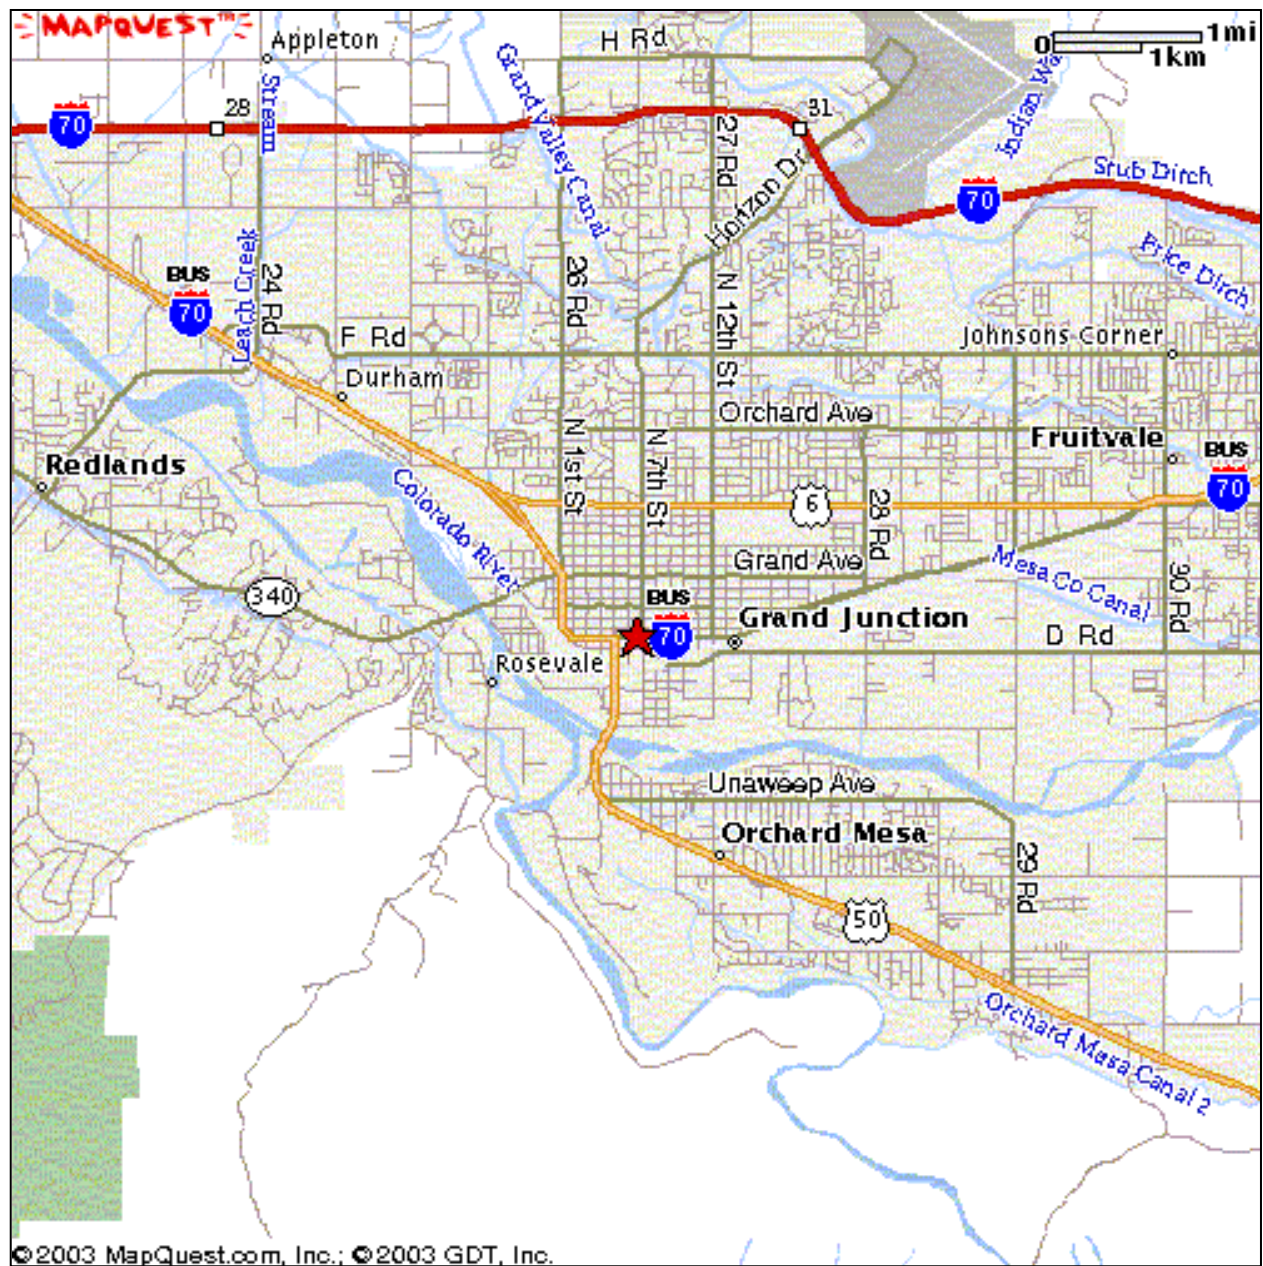 MAPQUEST™
Appleton
H Rd
0
1mi
1km
28
31
70
Stream
Grand Valley Canal
27 Rd
Horizon Dr
Indian Wa
Stub Dirch
70
Price Dirch
BUS
70
Leach Creek
24 Rd
26 Rd
N 12th St
F Rd
Johnsons Corner
Durham
Orchard Ave
Fruitvale
Redlands
N 1st St
N 7th St
BUS
70
Colorado River
6
28 Rd
Grand Ave
Mesa Co Canal
30 Rd
340
BUS
70
Grand Junction
D Rd
Rosevale
Unaweep Ave
Orchard Mesa
29 Rd
50
Orchard Mesa Canal 2
©2003 MapQuest.com, Inc.; ©2003 GDT, Inc.